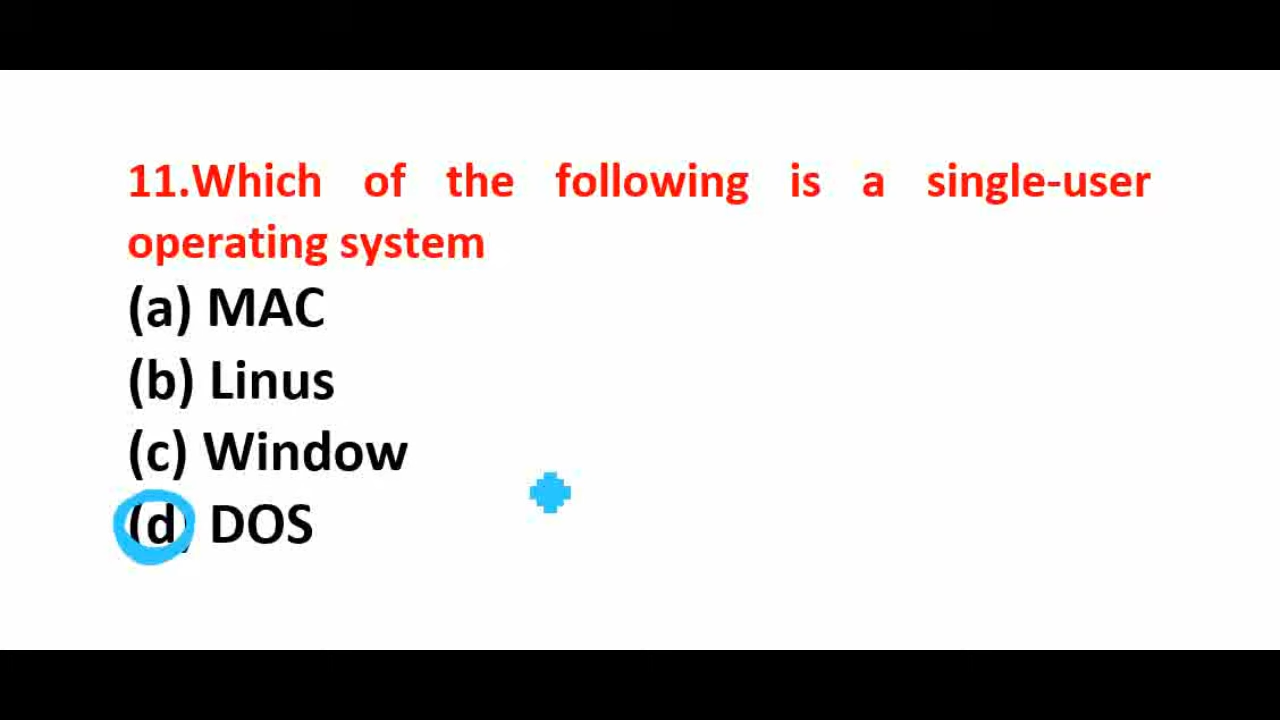 11.Which of the following is a single-user
operating system
(a) MAC
(b) Linus
(c) Window
(d) DOS